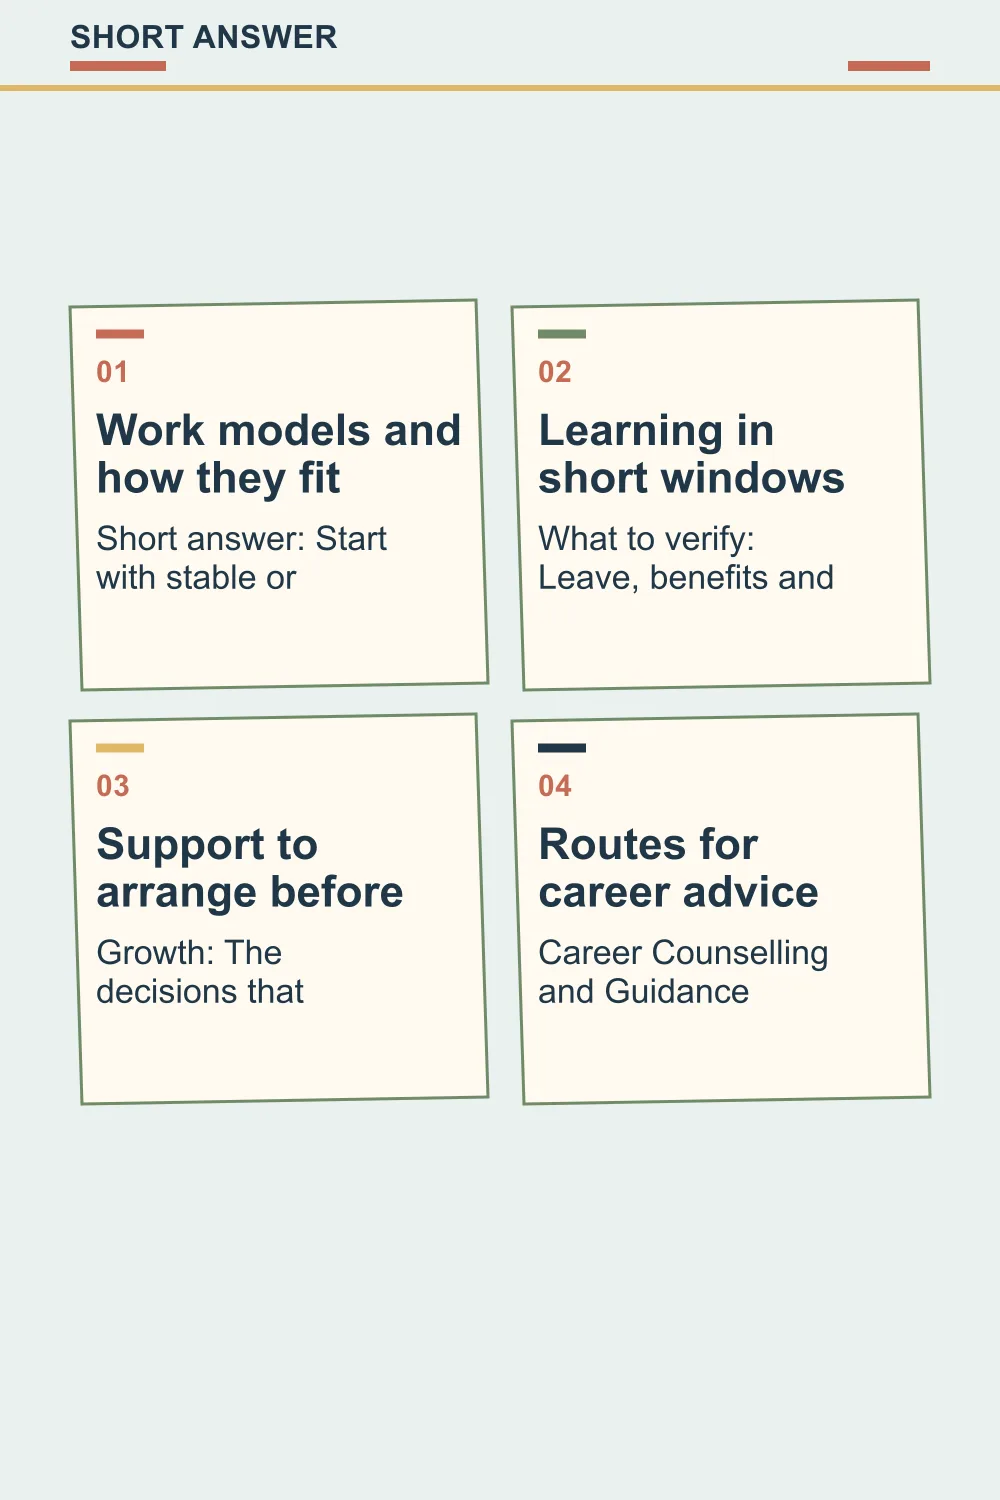 SHORT ANSWER
01
Work models and
how they fit
Short answer: Start
with stable or
02
Learning in
short windows
What to verify:
Leave, benefits and
03
Support to
arrange before
Growth: The
decisions that
04
Routes for
career advice
Career Counselling
and Guidance